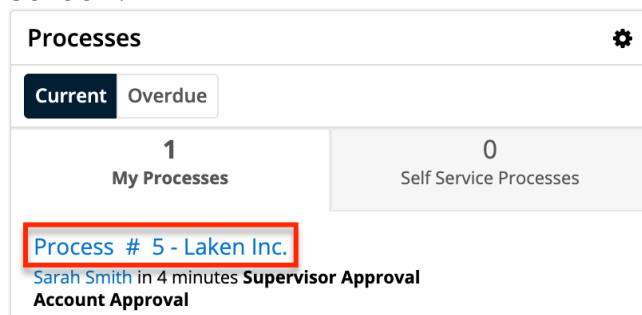 Processes
Current Overdue
1
My Processes
0
Self Service Processes
Process # 5 - Laken Inc.
Sarah Smith in 4 minutes Supervisor Approval
Account Approval